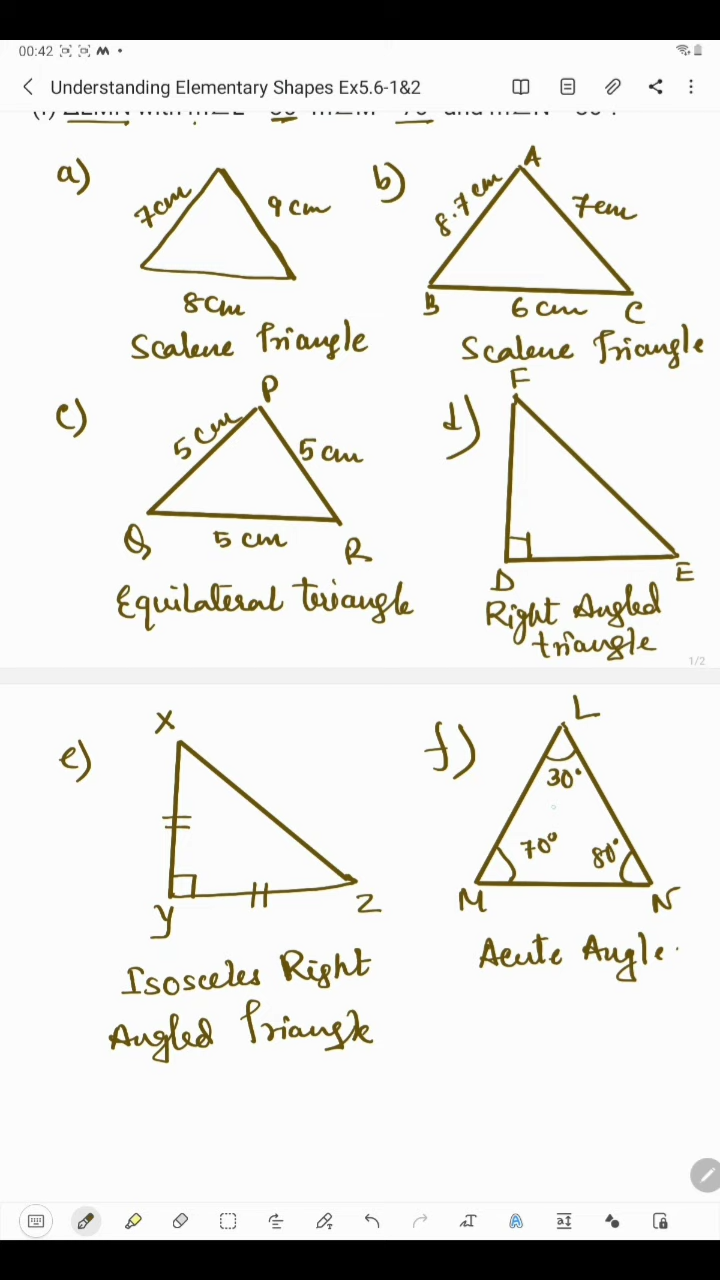 00:42
Understanding Elementary Shapes Ex5.6-1&2
a)
7cm
9 cm
8cm
Scalene Triangle
b)
A
8.7 cm
7cm
B
6 cm
C
Scalene Triangle
c)
P
5 cm
5 cm
Q
5 cm
R
Equilateral triangle
d)
F
D
E
Right Angled
triangle
1/2
e)
X
Y
Z
Isosceles Right
Angled Triangle
f)
L
30°
70°
80°
M
N
Acute Angle.